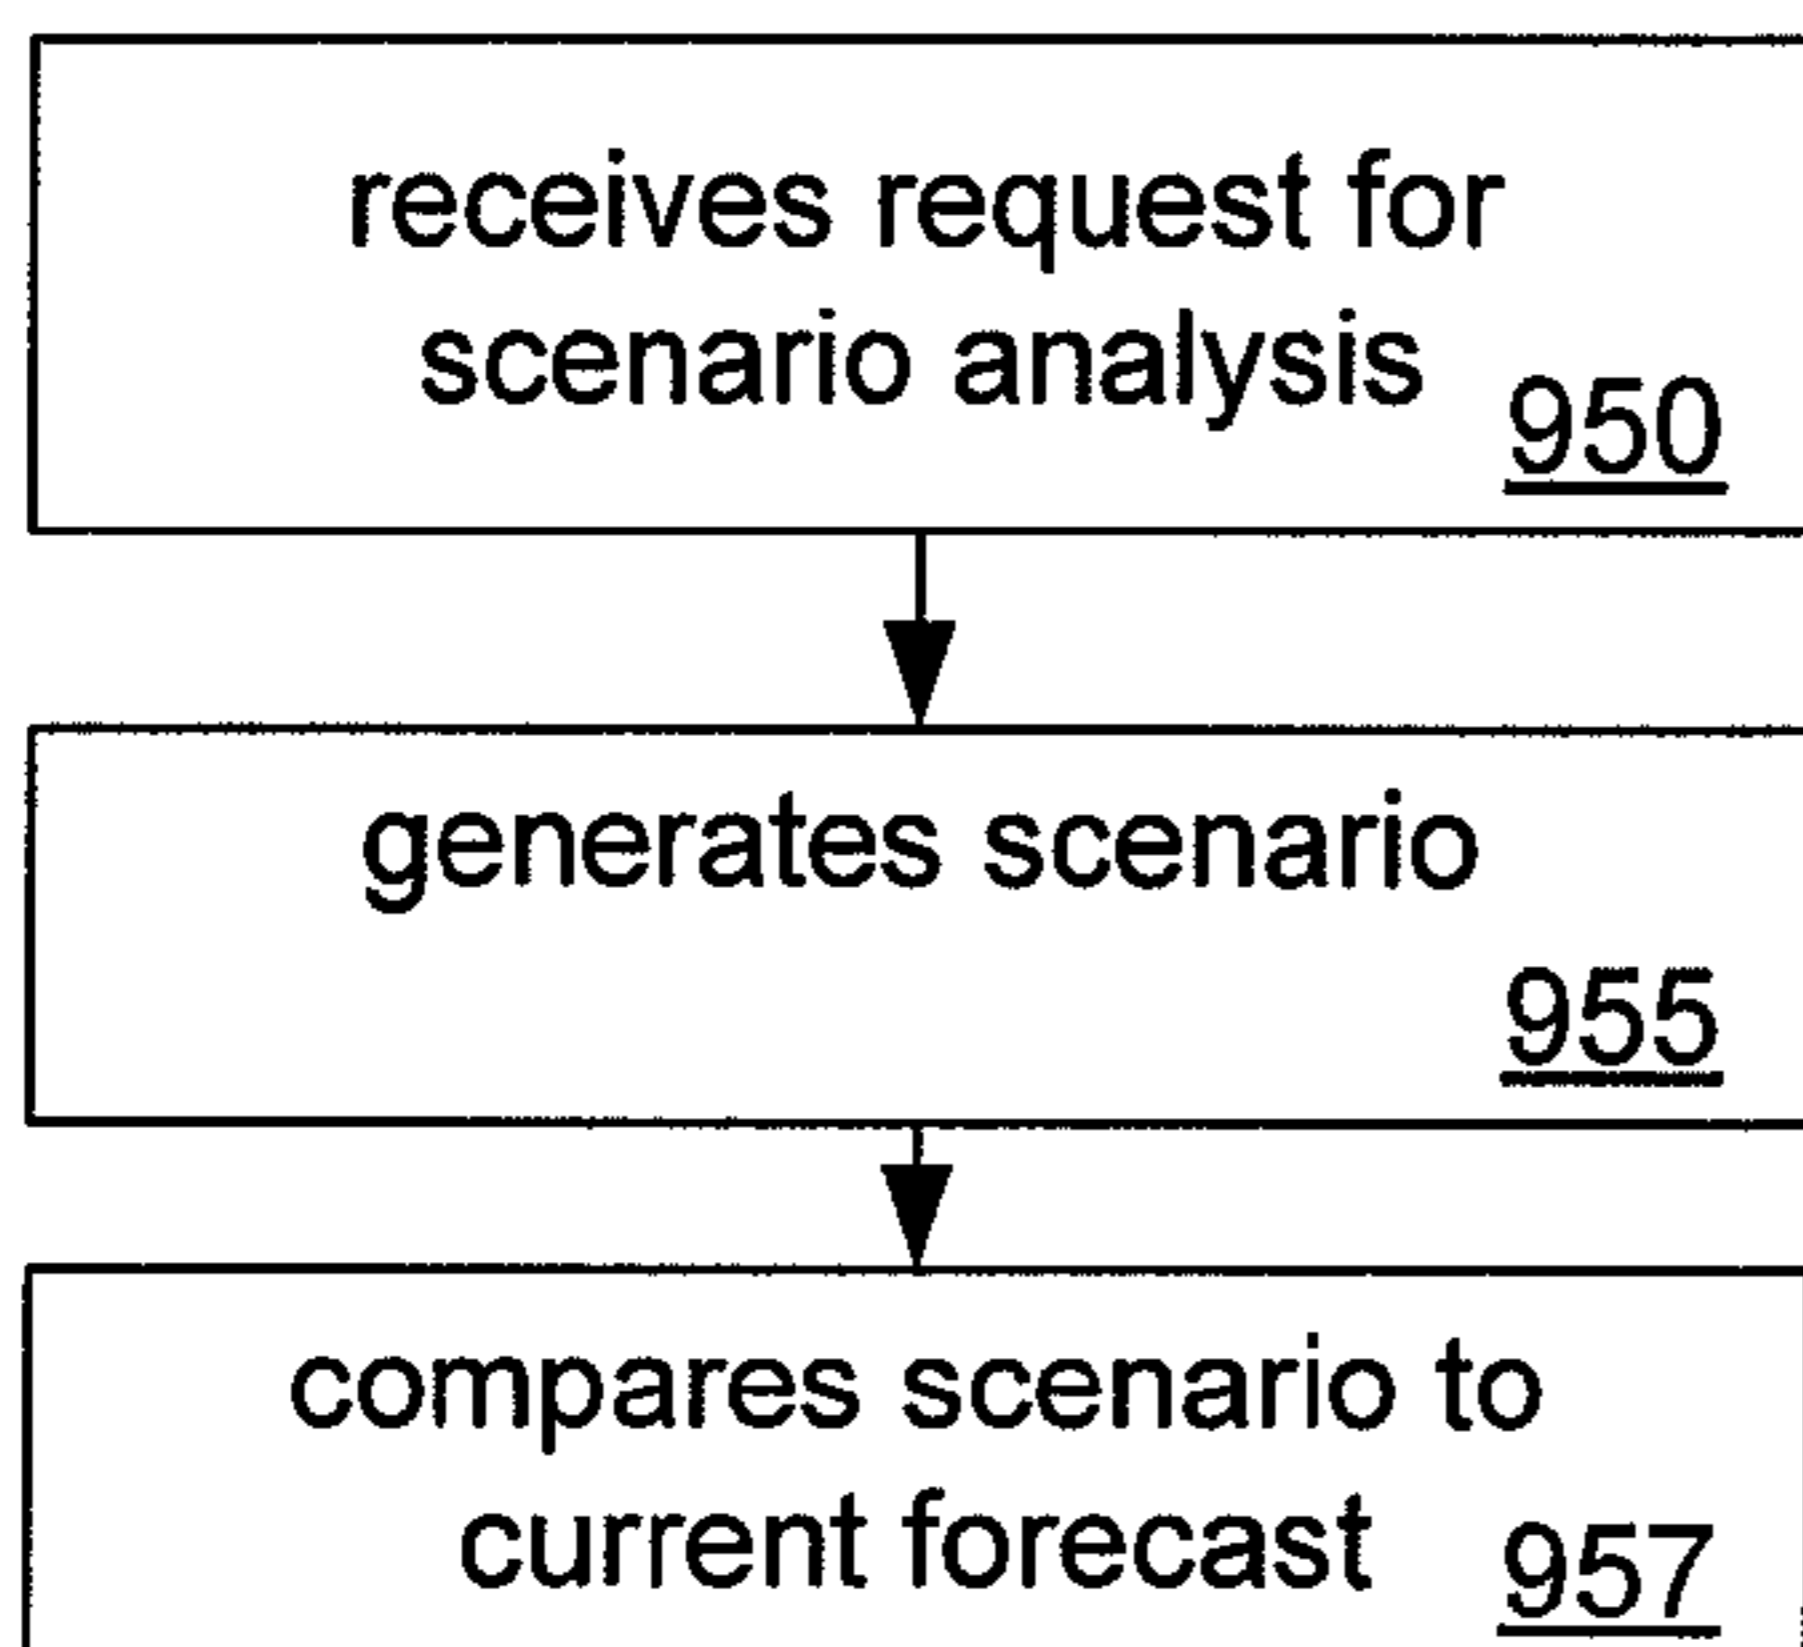 receives request for
scenario analysis
950
generates scenario
955
compares scenario to
current forecast
957